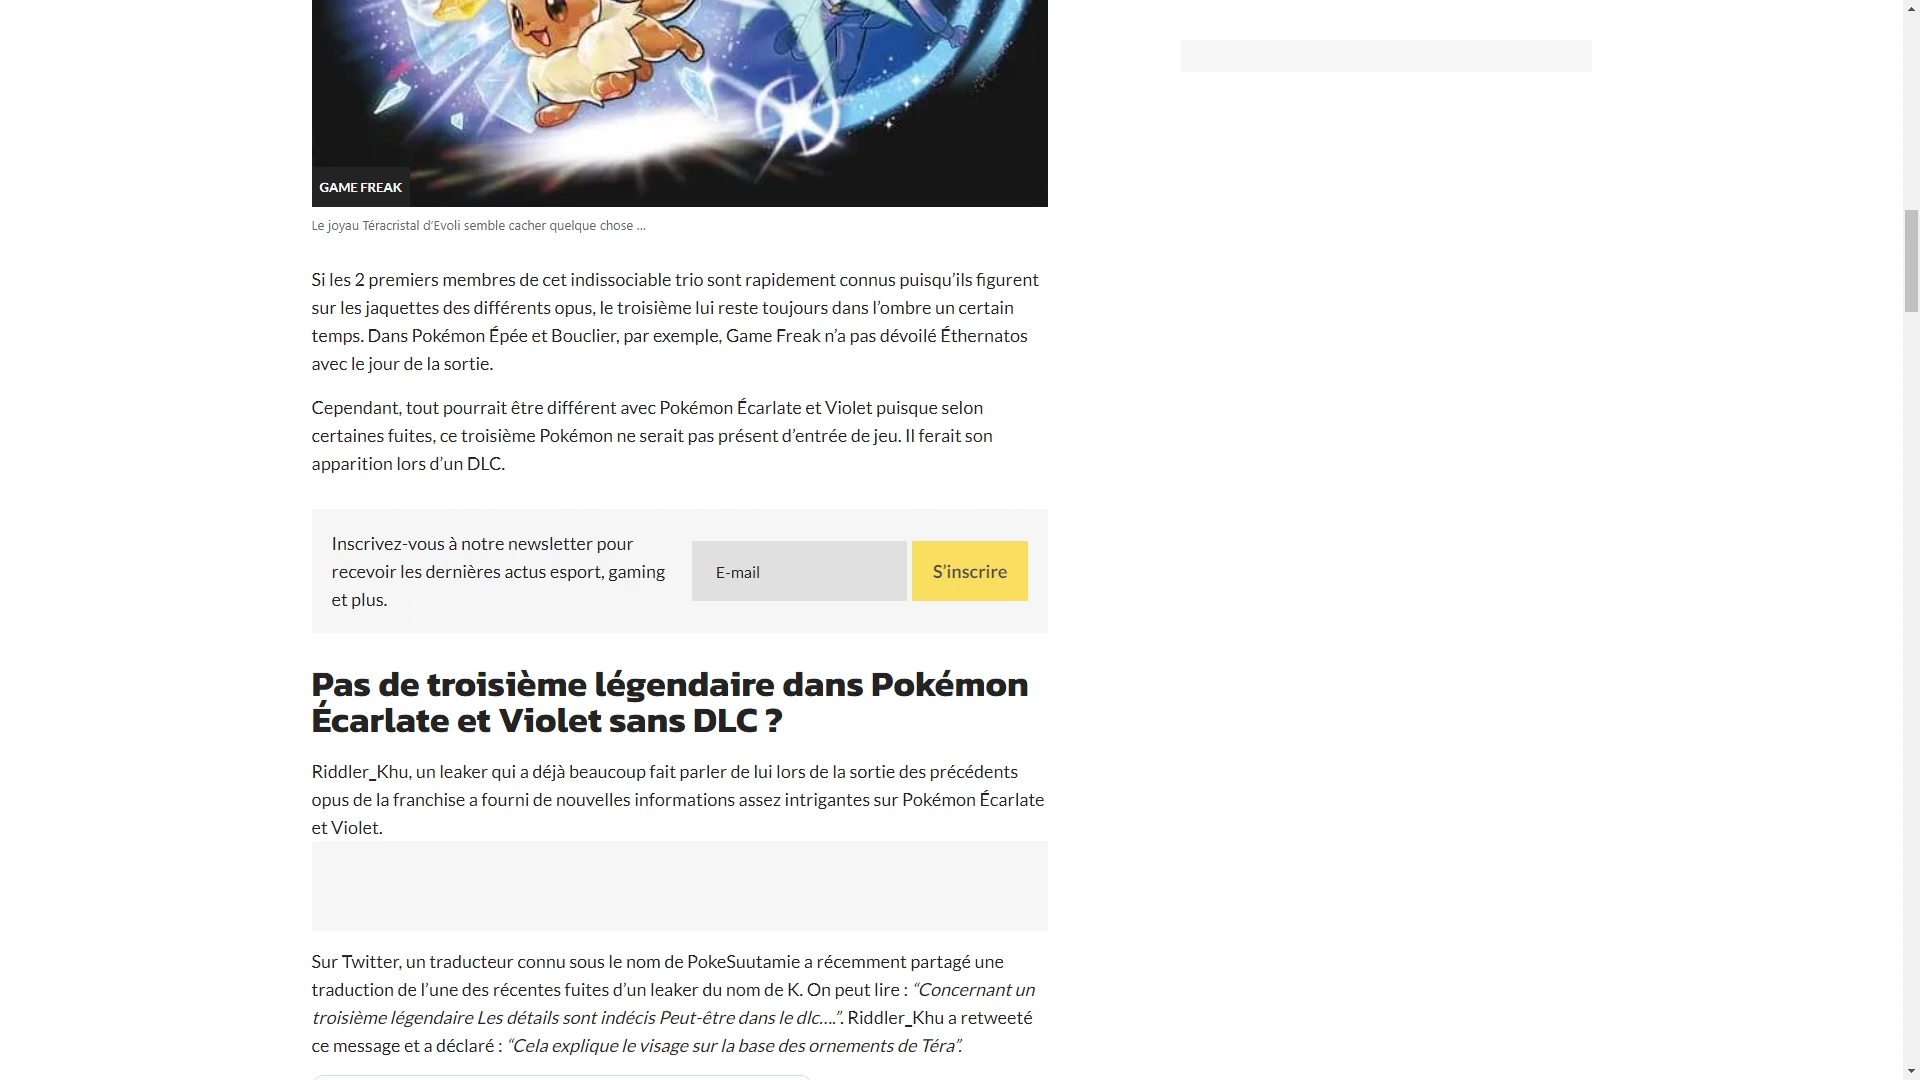 GAME FREAK
Le joyau Téracristal d’Evoli semble cacher quelque chose ...
Si les 2 premiers membres de cet indissociable trio sont rapidement connus puisqu’ils figurent
sur les jaquettes des différents opus, le troisième lui reste toujours dans l’ombre un certain
temps. Dans Pokémon Épée et Bouclier, par exemple, Game Freak n’a pas dévoilé Éthernatos
avec le jour de la sortie.
Cependant, tout pourrait être différent avec Pokémon Écarlate et Violet puisque selon
certaines fuites, ce troisième Pokémon ne serait pas présent d’entrée de jeu. Il ferait son
apparition lors d’un DLC.
Inscrivez-vous à notre newsletter pour
recevoir les dernières actus esport, gaming
et plus.
E-mail
S’inscrire
Pas de troisième légendaire dans Pokémon
Écarlate et Violet sans DLC ?
Riddler_Khu, un leaker qui a déjà beaucoup fait parler de lui lors de la sortie des précédents
opus de la franchise a fourni de nouvelles informations assez intrigantes sur Pokémon Écarlate
et Violet.
Sur Twitter, un traducteur connu sous le nom de PokeSuutamie a récemment partagé une
traduction de l’une des récentes fuites d’un leaker du nom de K. On peut lire : “Concernant un
troisième légendaire Les détails sont indécis Peut-être dans le dlc….”. Riddler_Khu a retweeté
ce message et a déclaré : “Cela explique le visage sur la base des ornements de Téra”.